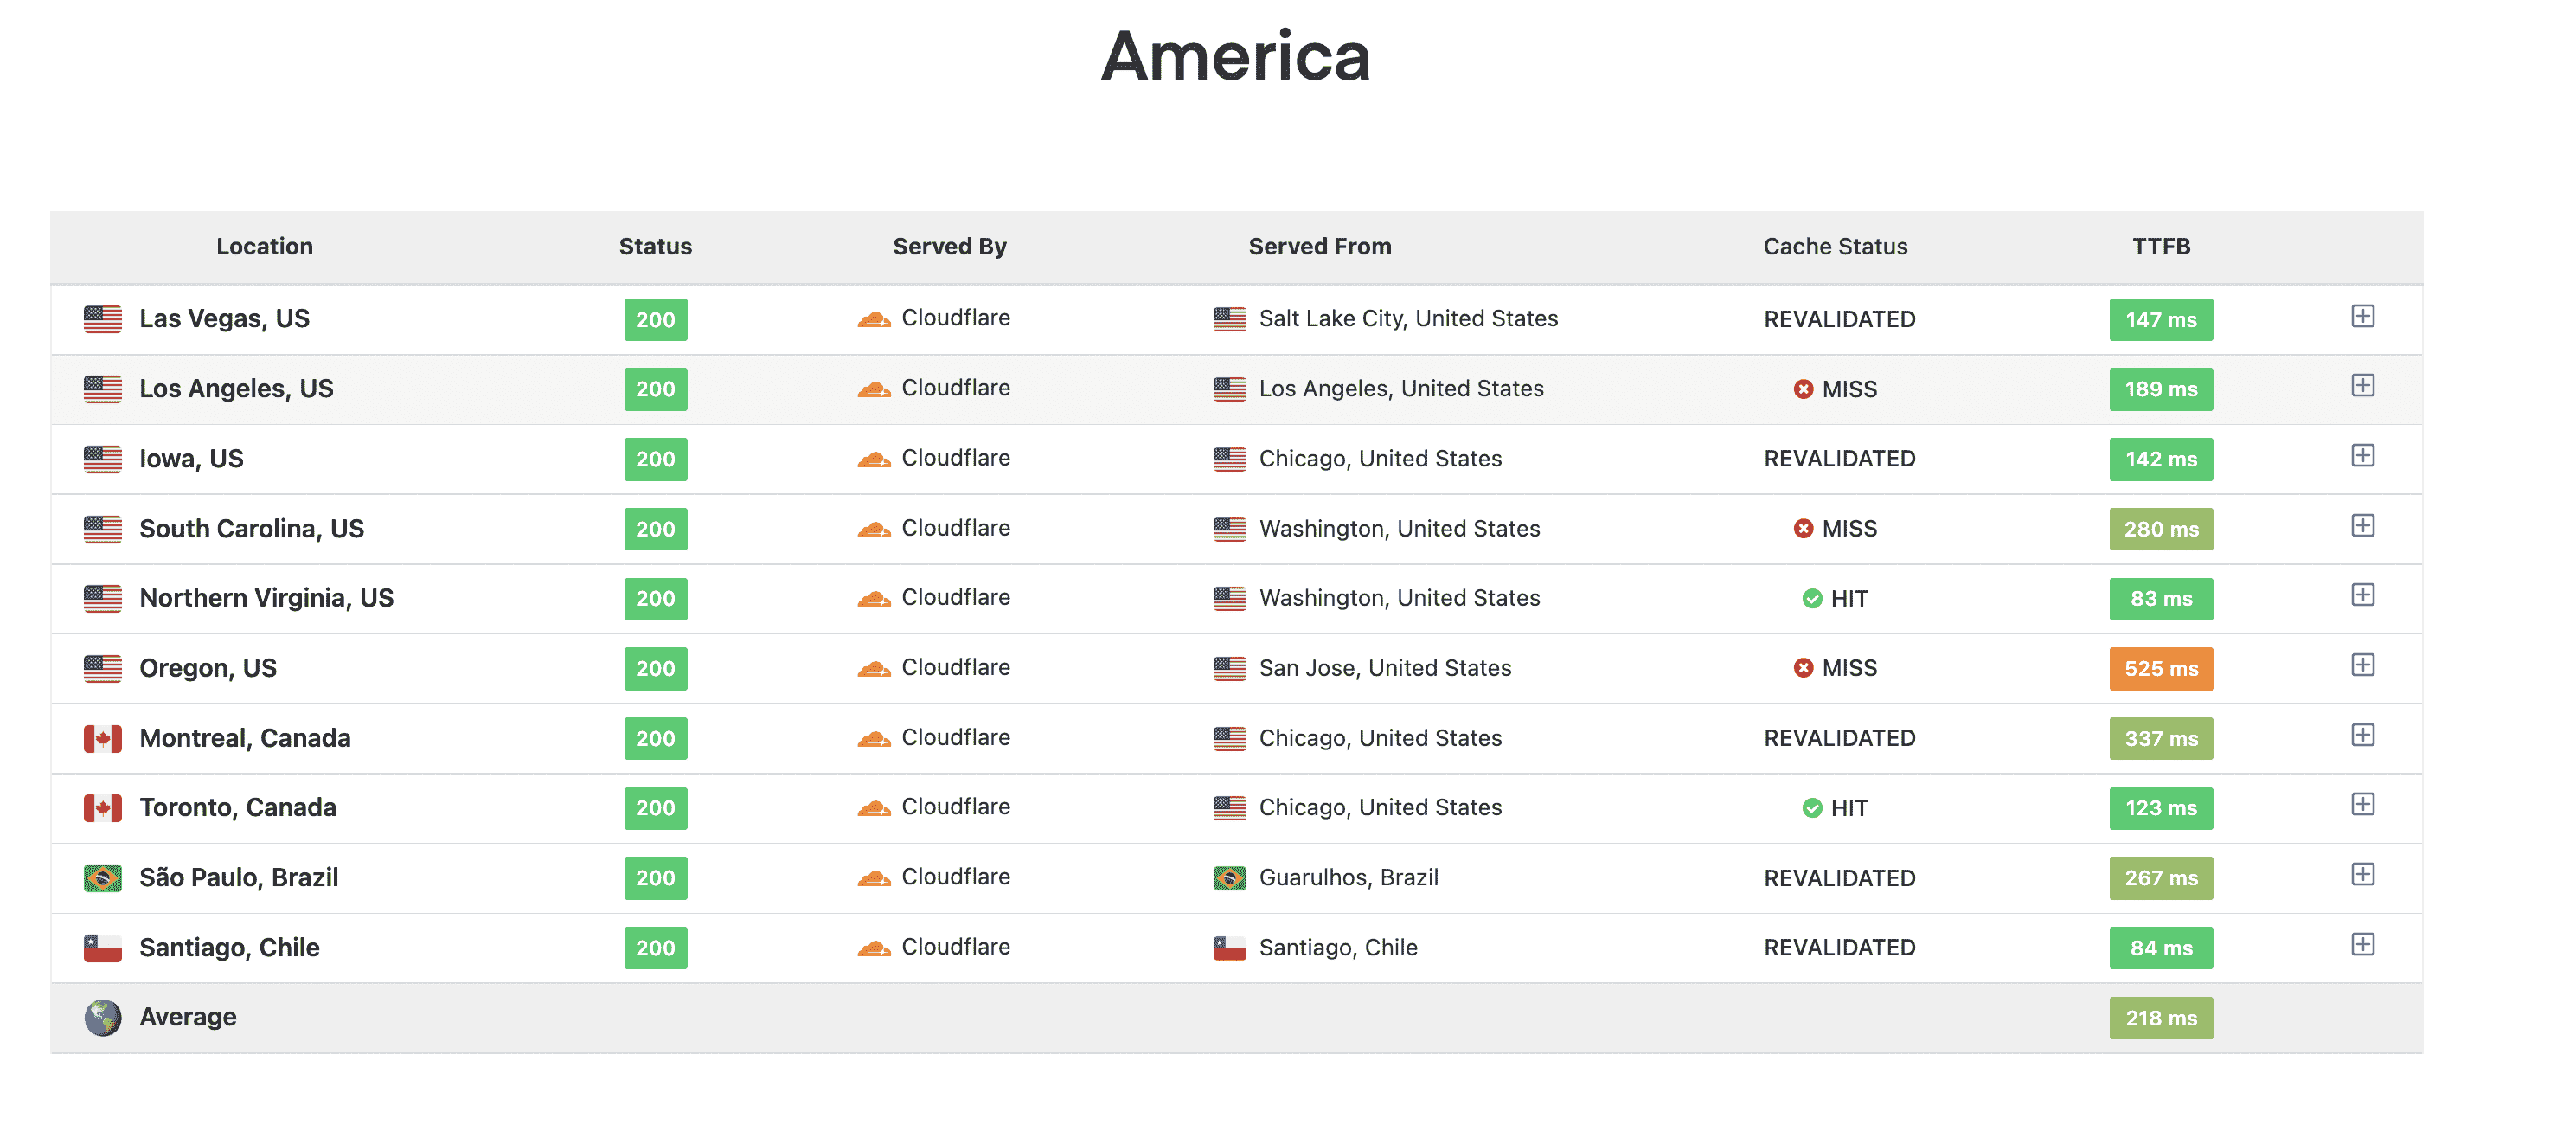 America
Location Status Served By Served From Cache Status TTFB
Las Vegas, US 200 Cloudflare Salt Lake City, United States REVALIDATED 147 ms
Los Angeles, US 200 Cloudflare Los Angeles, United States MISS 189 ms
Iowa, US 200 Cloudflare Chicago, United States REVALIDATED 142 ms
South Carolina, US 200 Cloudflare Washington, United States MISS 280 ms
Northern Virginia, US 200 Cloudflare Washington, United States HIT 83 ms
Oregon, US 200 Cloudflare San Jose, United States MISS 525 ms
Montreal, Canada 200 Cloudflare Chicago, United States REVALIDATED 337 ms
Toronto, Canada 200 Cloudflare Chicago, United States HIT 123 ms
São Paulo, Brazil 200 Cloudflare Guarulhos, Brazil REVALIDATED 267 ms
Santiago, Chile 200 Cloudflare Santiago, Chile REVALIDATED 84 ms
Average 218 ms